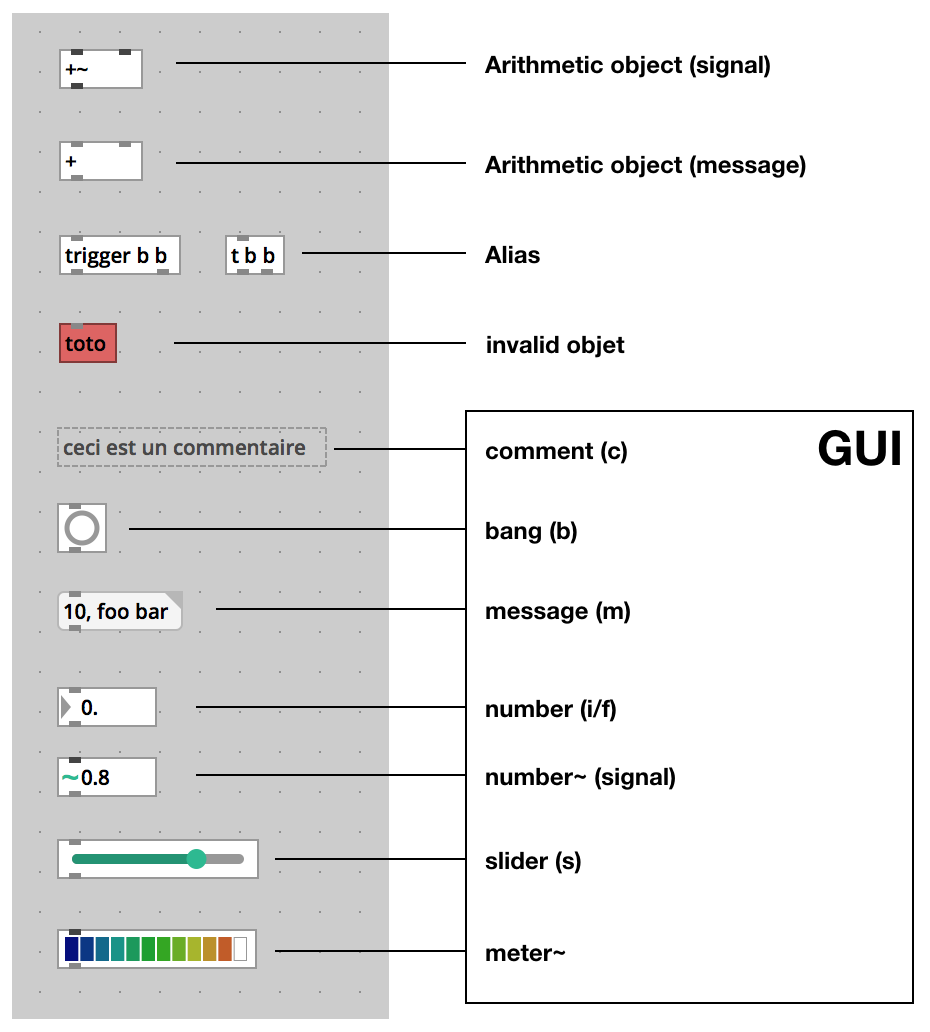 +~
Arithmetic object (signal)
+
Arithmetic object (message)
trigger b b
t b b
Alias
toto
invalid objet
GUI
ceci est un commentaire
comment (c)
bang (b)
10, foo bar
message (m)
0.
number (i/f)
~0.8
number~ (signal)
slider (s)
meter~